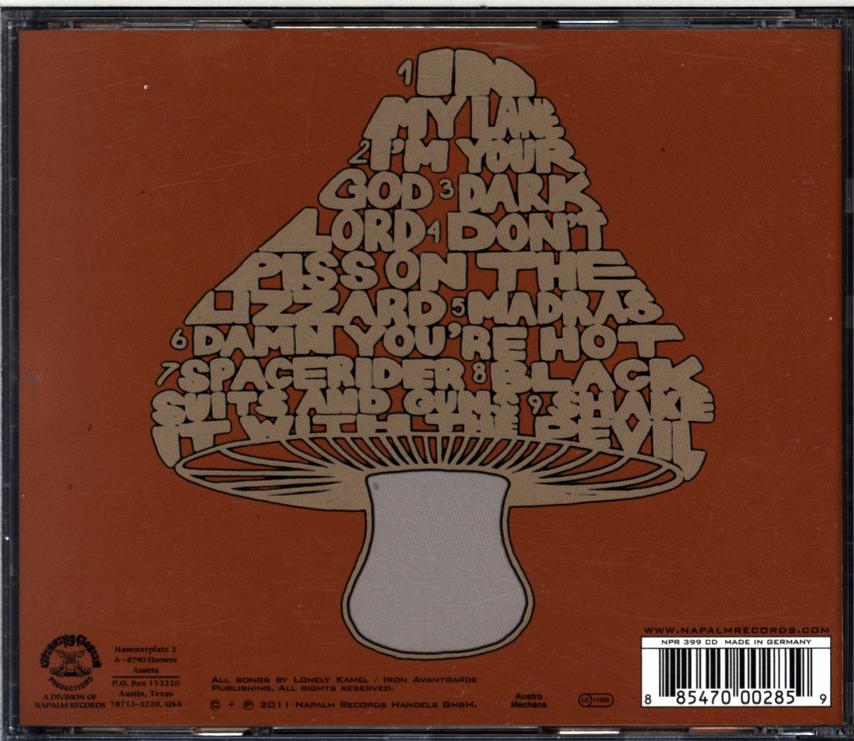 1 IN
MY LANE
2 I'M YOUR
GOD 3 DARK
LORD 4 DON'T
PISS ON THE
LIZZARD 5 MADRAS
6 DAMN YOU'RE HOT
7 SPACERIDER 8 BLACK
SUITS AND GUNS 9 SHAKE
IT WITH THE DEVIL
WWW.NAPALMRECORDS.COM
NPR 399 CD MADE IN GERMANY
8 85470 00285 9
PRODUCTIONS
A DIVISION OF
NAPALM RECORDS
Hammerplatz 2
A - 8790 Eisenerz
Austria
P.O. Box 153220
Austin, Texas
78715-3220, USA
ALL SONGS BY LONELY KAMEL / IRON AVANTGARDE
PUBLISHING. ALL RIGHTS RESERVED.
© + ℗ 2011 NAPALM RECORDS HANDELS GMBH.
Austro
Mechana